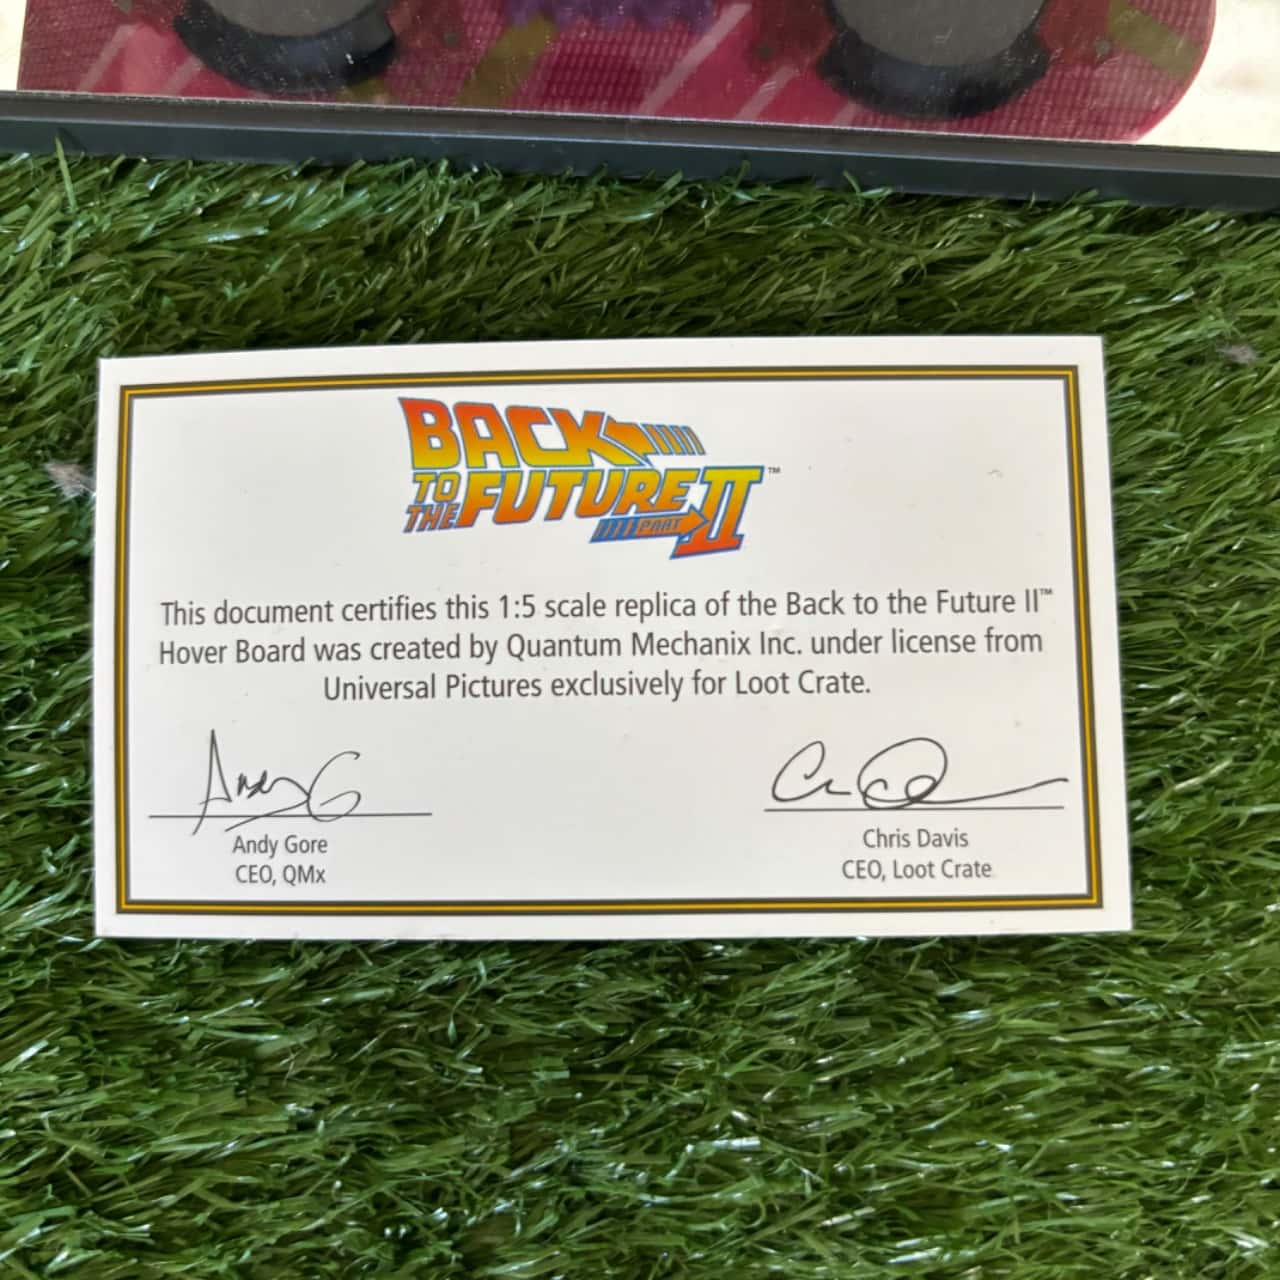 BACK
TO THE FUTURE PART II™
This document certifies this 1:5 scale replica of the Back to the Future II™
Hover Board was created by Quantum Mechanix Inc. under license from
Universal Pictures exclusively for Loot Crate.
Andy G
Andy Gore
CEO, QMx
Chris Davis
CEO, Loot Crate